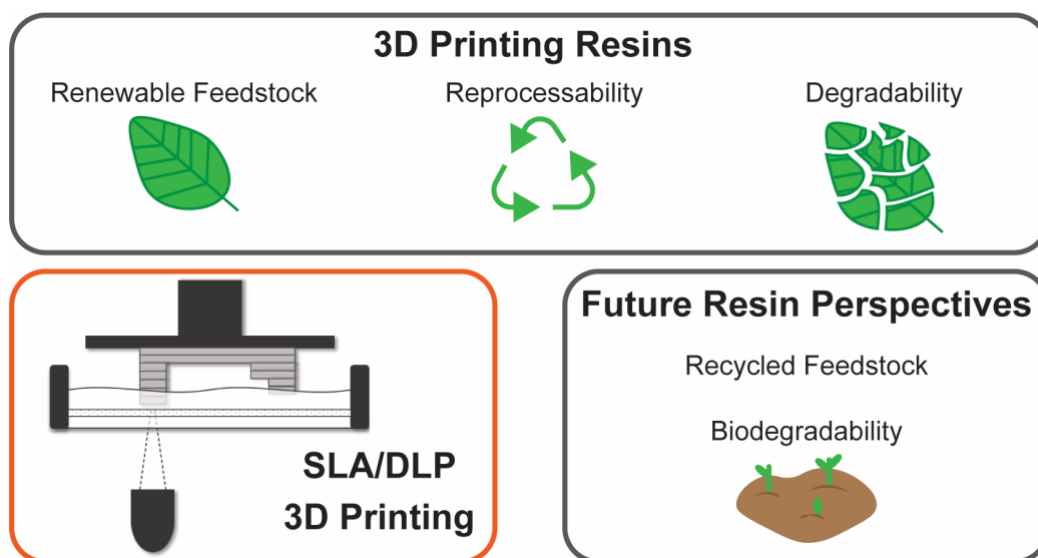 3D Printing Resins
Renewable Feedstock
Reprocessability
Degradability
SLA/DLP
3D Printing
Future Resin Perspectives
Recycled Feedstock
Biodegradability